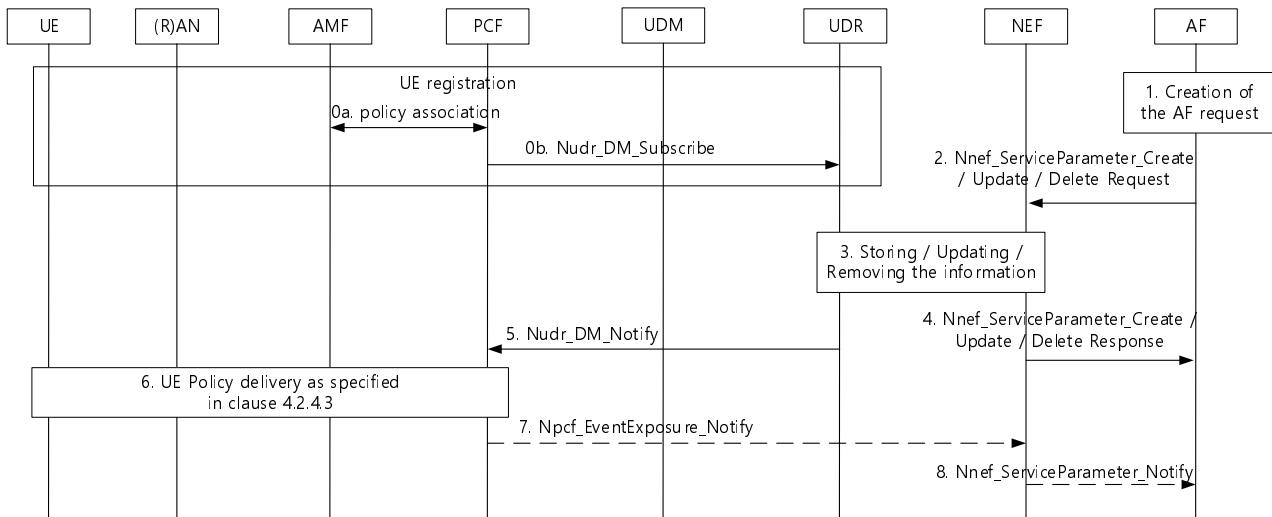 UE
(R)AN
AMF
PCF
UDM
UDR
NEF
AF
UE registration
0a. policy association
0b. Nudr_DM_Subscribe
1. Creation of
the AF request
2. Nnef_ServiceParameter_Create
/ Update / Delete Request
3. Storing / Updating /
Removing the information
4. Nnef_ServiceParameter_Create /
Update / Delete Response
5. Nudr_DM_Notify
6. UE Policy delivery as specified
in clause 4.2.4.3
7. Npcf_EventExposure_Notify
8. Nnef_ServiceParameter_Notify